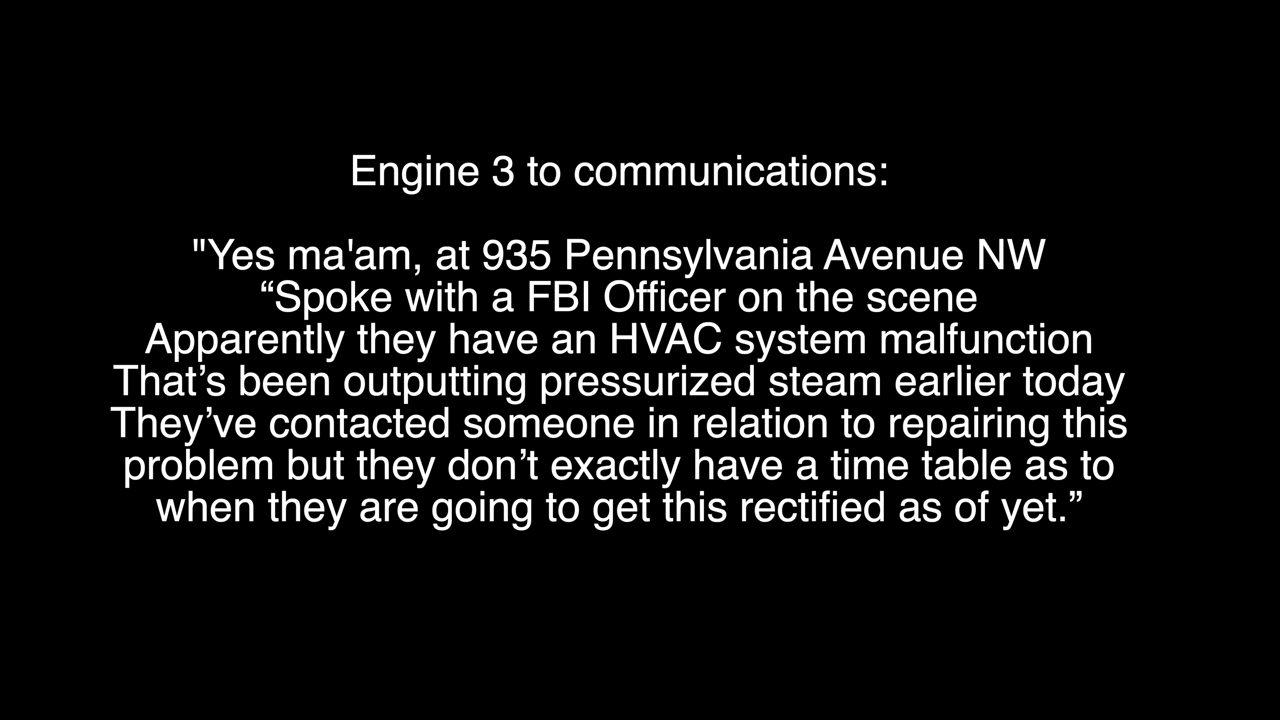 Engine 3 to communications:
"Yes ma'am, at 935 Pennsylvania Avenue NW
“Spoke with a FBI Officer on the scene
Apparently they have an HVAC system malfunction
That’s been outputting pressurized steam earlier today
They’ve contacted someone in relation to repairing this
problem but they don’t exactly have a time table as to
when they are going to get this rectified as of yet.”